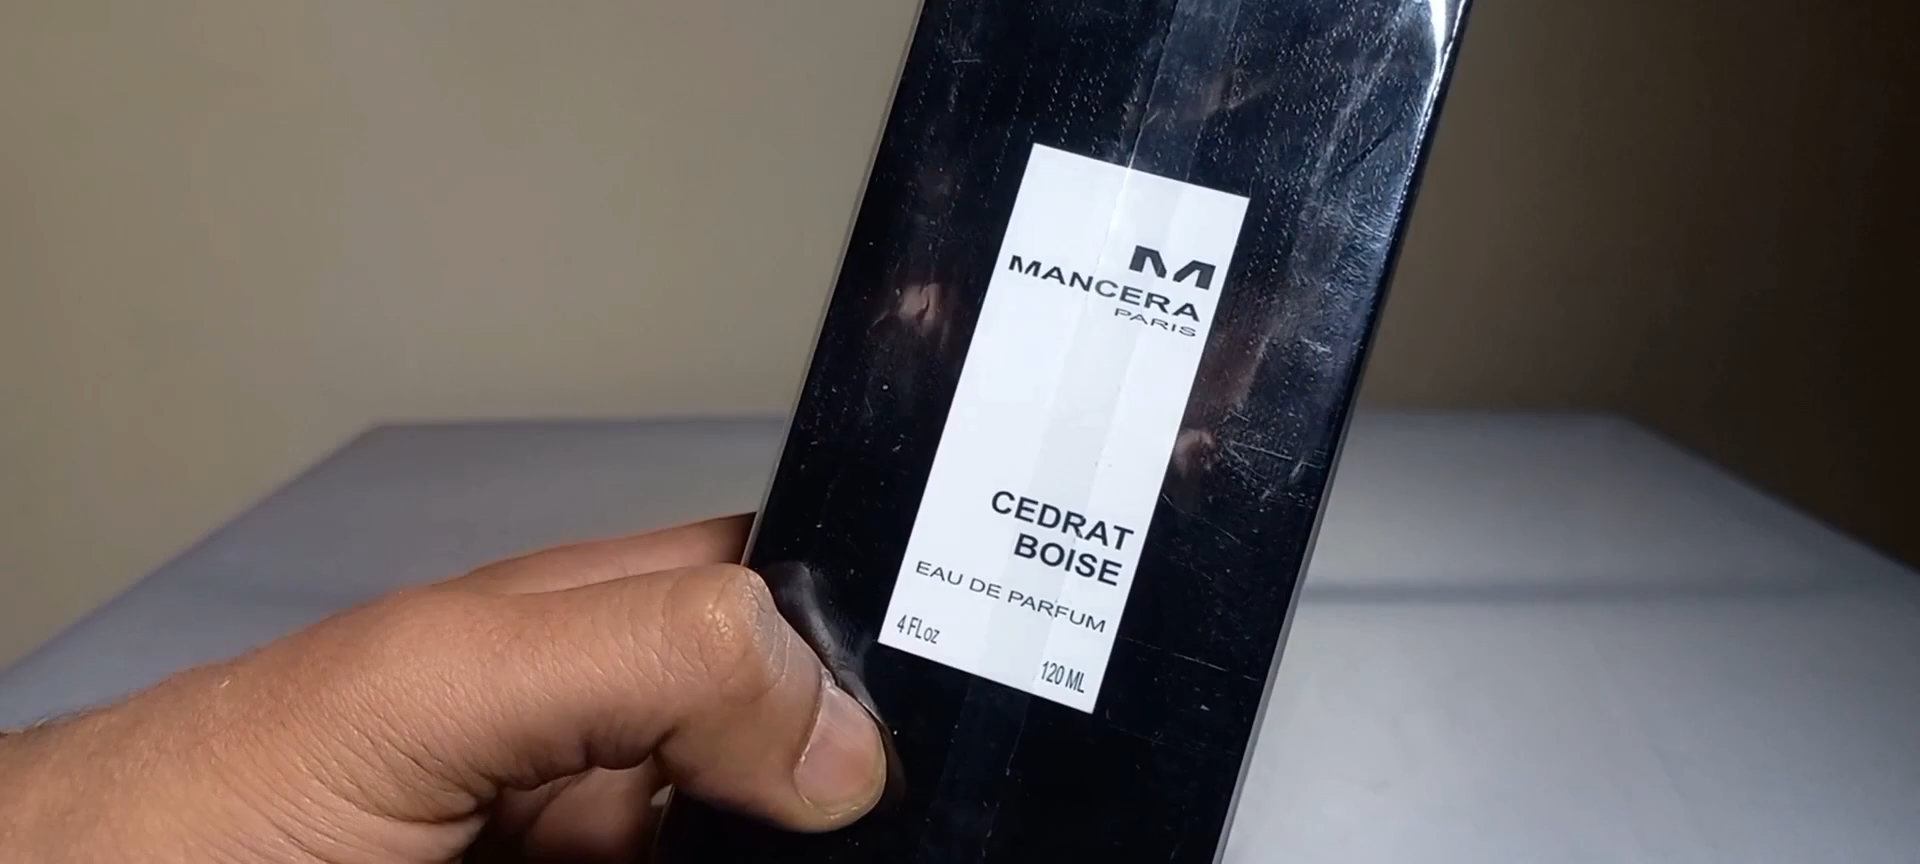 M
MANCERA
PARIS
CEDRAT
BOISE
EAU DE PARFUM
4 FLoz
120 ML